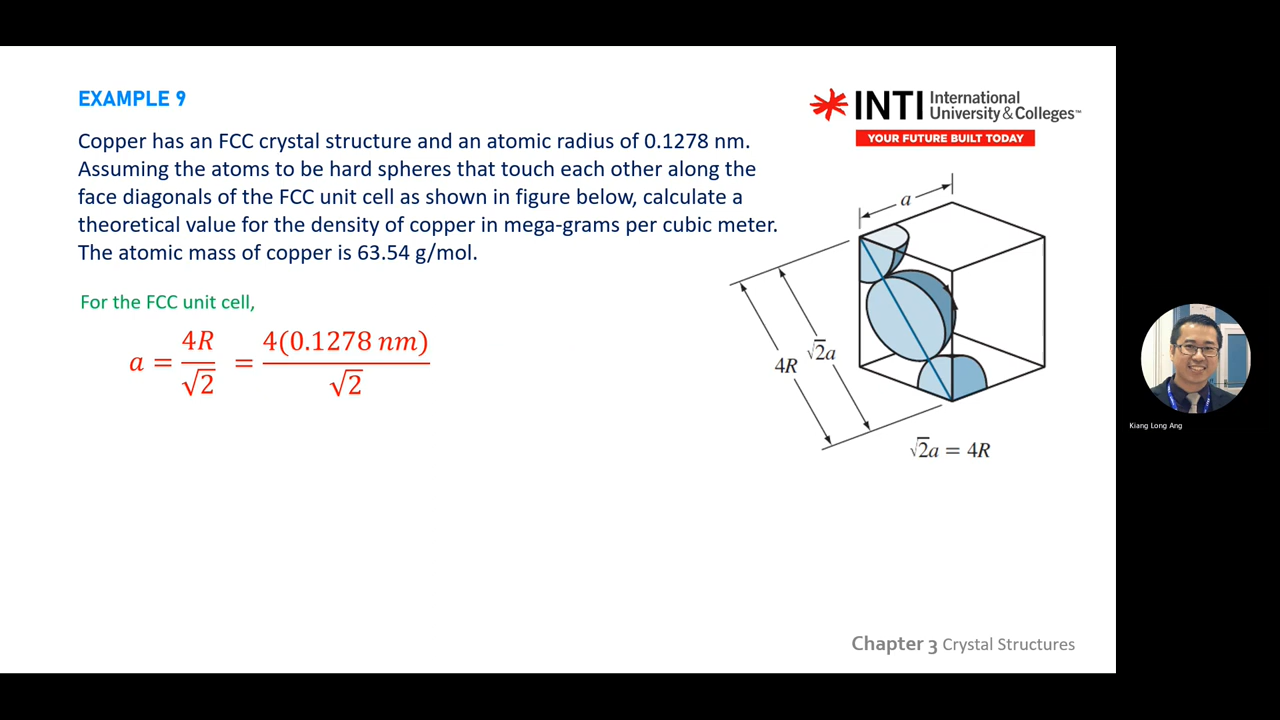 EXAMPLE 9
INTI International
University & Colleges™
YOUR FUTURE BUILT TODAY
Copper has an FCC crystal structure and an atomic radius of 0.1278 nm.
Assuming the atoms to be hard spheres that touch each other along the
face diagonals of the FCC unit cell as shown in figure below, calculate a
theoretical value for the density of copper in mega-grams per cubic meter.
The atomic mass of copper is 63.54 g/mol.
For the FCC unit cell,
a = 4R/√2 = 4(0.1278 nm)/√2
a
√2a
4R
√2a = 4R
Kiang Long Ang
Chapter 3 Crystal Structures